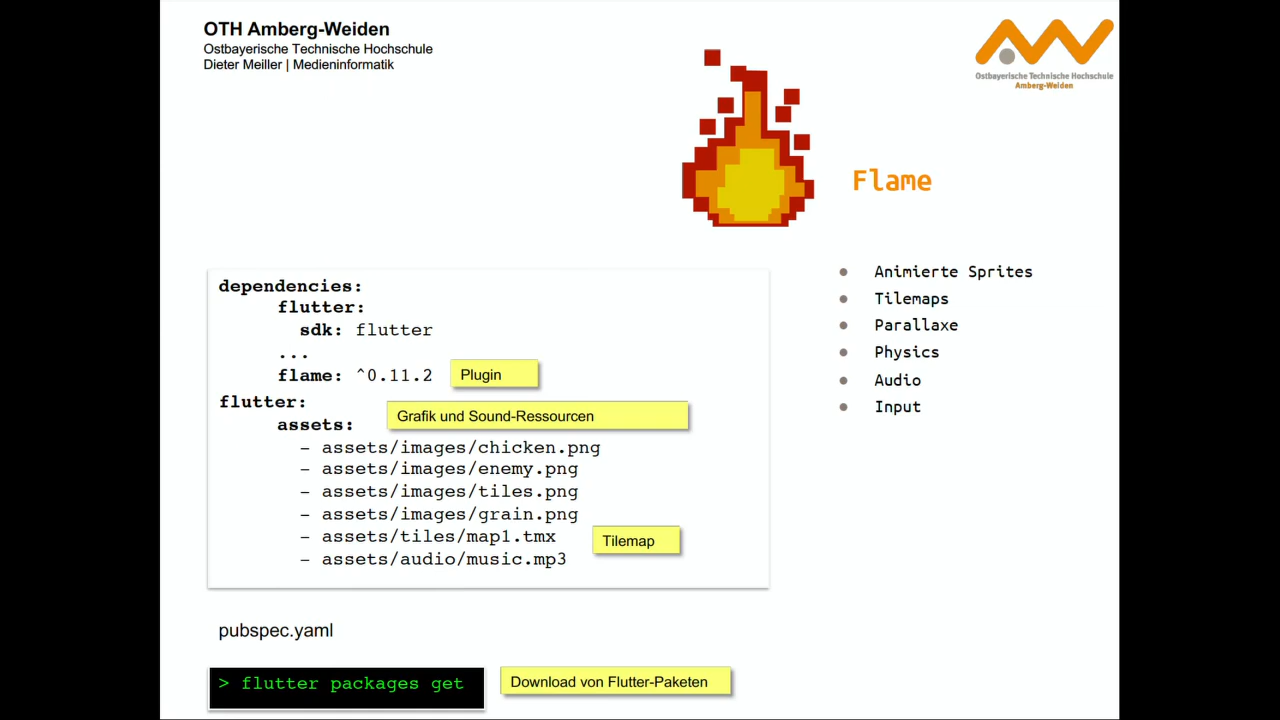 OTH Amberg-Weiden
Ostbayerische Technische Hochschule
Dieter Meiller | Medieninformatik
Ostbayerische Technische Hochschule
Amberg-Weiden
Flame
dependencies:
flutter:
sdk: flutter
...
flame: ^0.11.2
Plugin
flutter:
Grafik und Sound-Ressourcen
assets:
– assets/images/chicken.png
– assets/images/enemy.png
– assets/images/tiles.png
– assets/images/grain.png
– assets/tiles/map1.tmx
Tilemap
– assets/audio/music.mp3
● Animierte Sprites
● Tilemaps
● Parallaxe
● Physics
● Audio
● Input
pubspec.yaml
> flutter packages get
Download von Flutter-Paketen